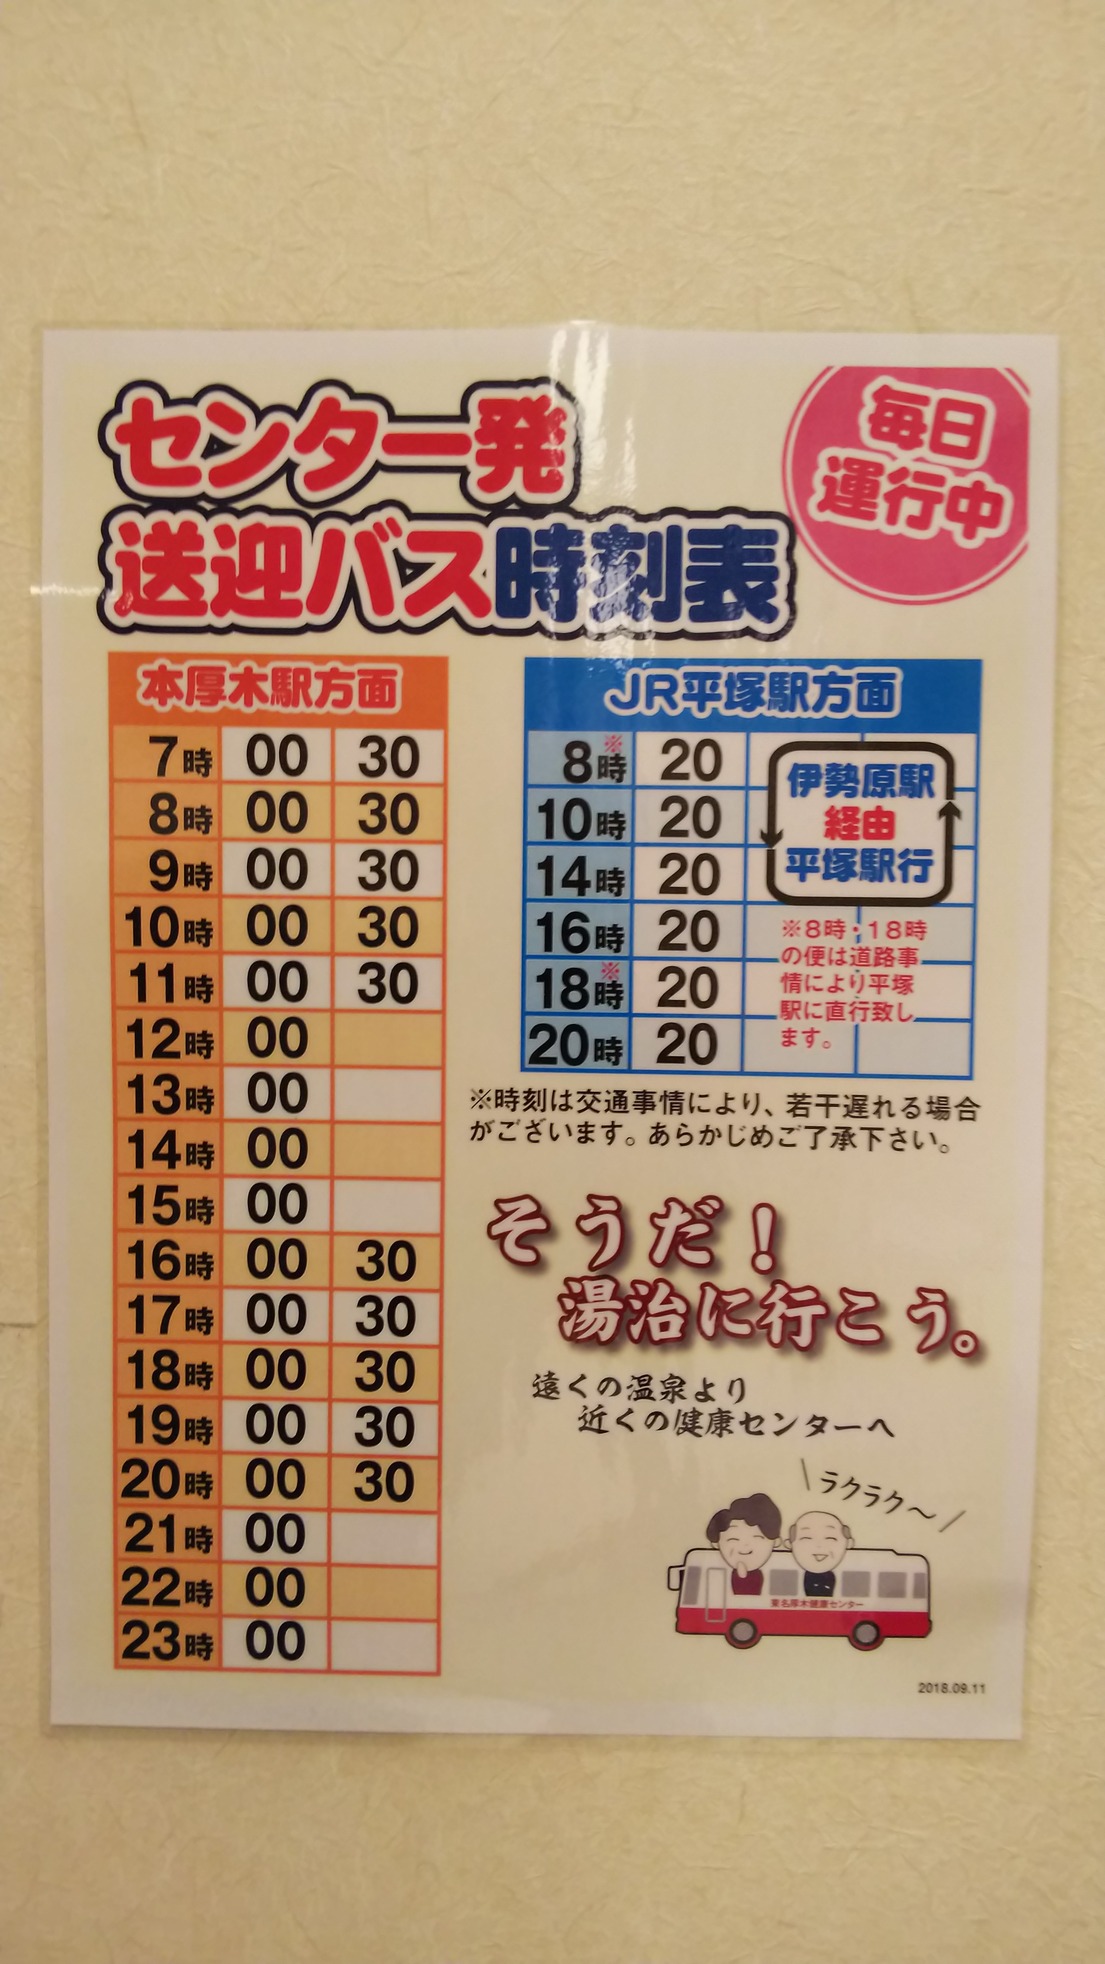 センター発
送迎バス時刻表
毎日
運行中
本厚木駅方面
7時 00 30
8時 00 30
9時 00 30
10時 00 30
11時 00 30
12時 00
13時 00
14時 00
15時 00
16時 00 30
17時 00 30
18時 00 30
19時 00 30
20時 00 30
21時 00
22時 00
23時 00
JR平塚駅方面
8時※ 20
10時 20
14時 20
16時 20
18時※ 20
20時 20
伊勢原駅
経由
平塚駅行
※8時・18時
の便は道路事
情により平塚
駅に直行致し
ます。
※時刻は交通事情により、若干遅れる場合
がございます。あらかじめご了承下さい。
そうだ！
湯治に行こう。
遠くの温泉より
近くの健康センターへ
ラクラク〜
東名厚木健康センター
2018.09.11